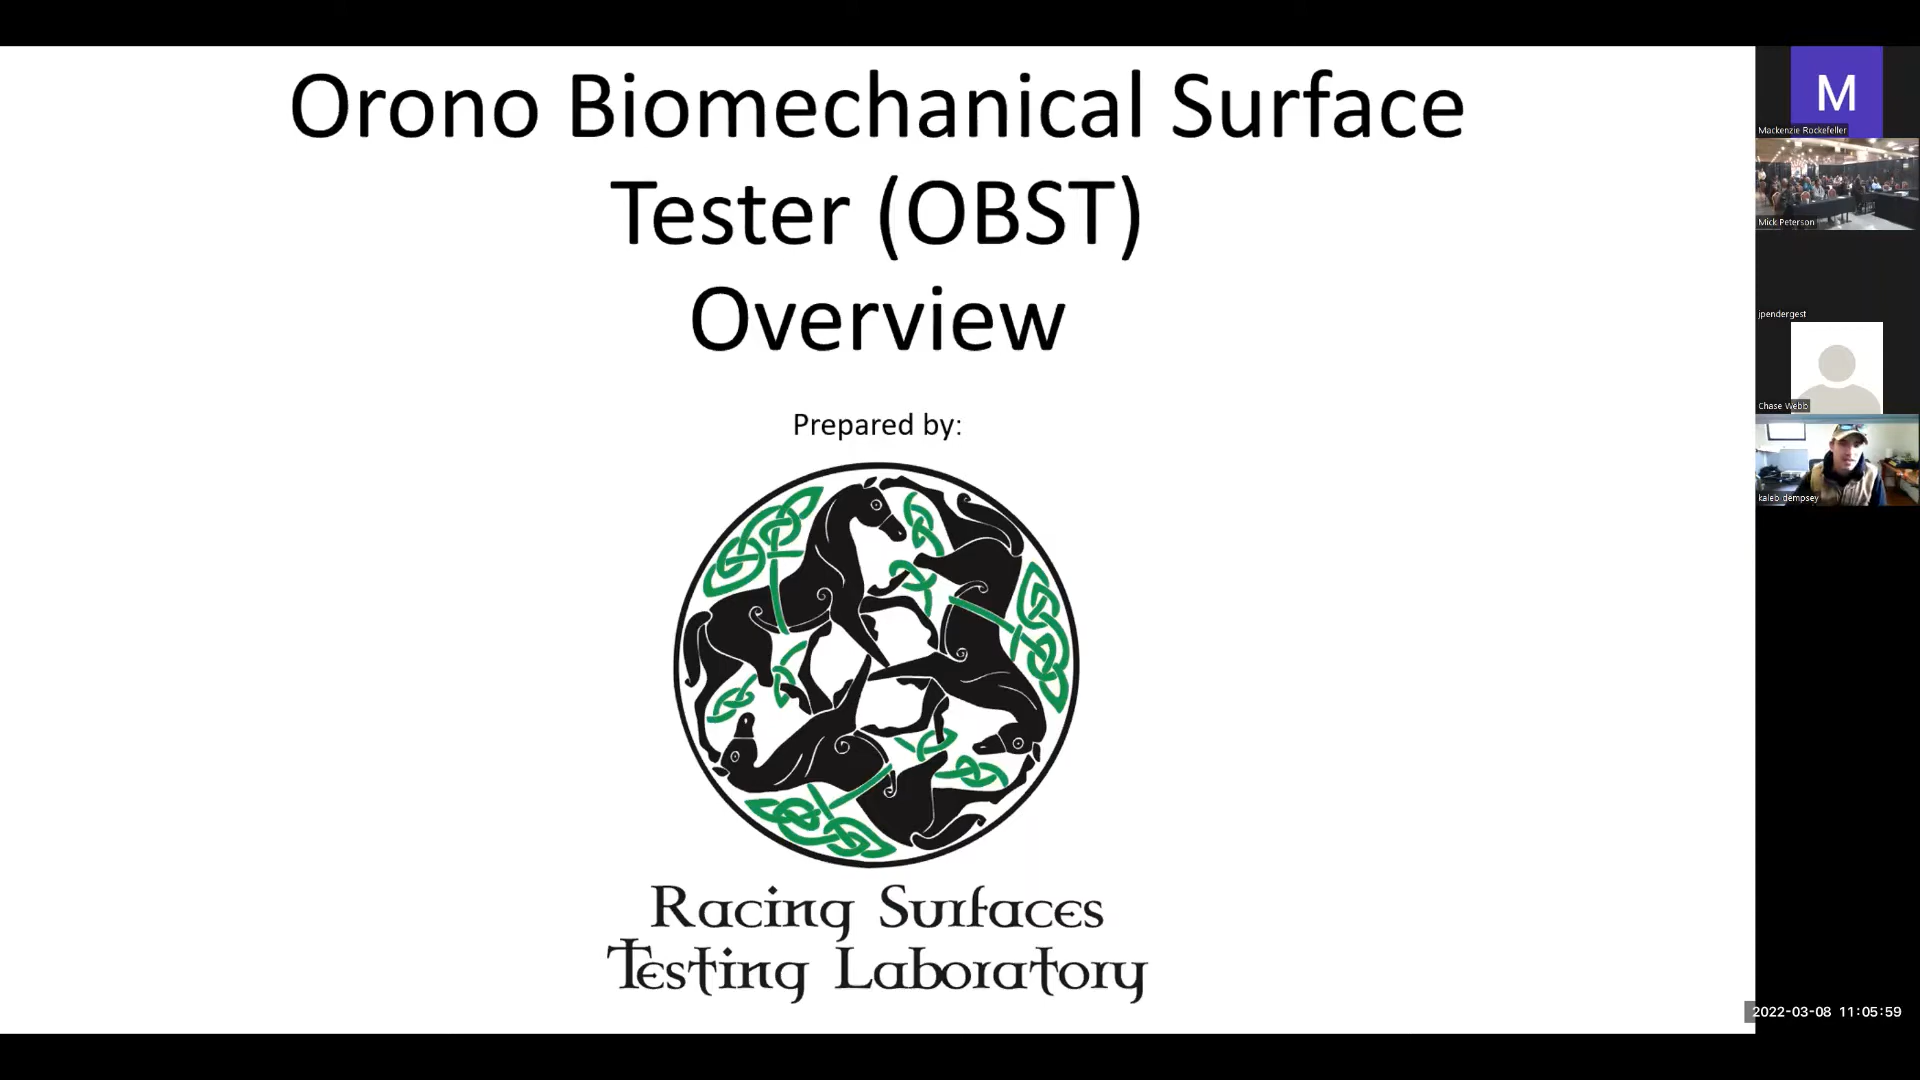 Orono Biomechanical Surface
Tester (OBST)
Overview
Prepared by:
Racing Surfaces
Testing Laboratory
M
Mackenzie Rockefeller
Mick Peterson
jpendergest
Chase Webb
kaleb dempsey
2022-03-08 11:05:59